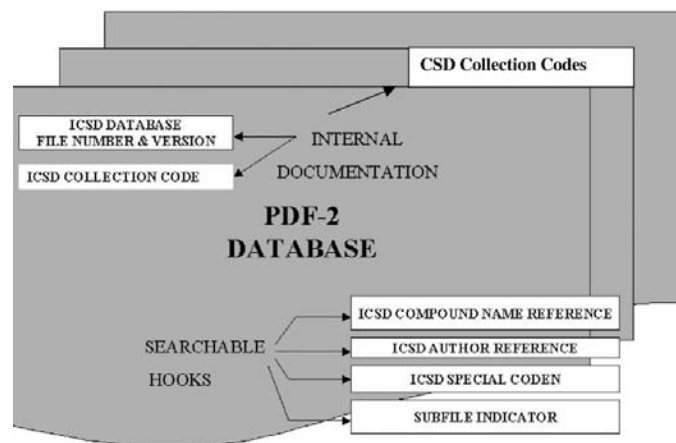 CSD Collection Codes
ICSD DATABASE
FILE NUMBER & VERSION
INTERNAL
ICSD COLLECTION CODE
DOCUMENTATION
PDF-2
DATABASE
ICSD COMPOUND NAME REFERENCE
SEARCHABLE
ICSD AUTHOR REFERENCE
HOOKS
ICSD SPECIAL CODEN
SUBFILE INDICATOR